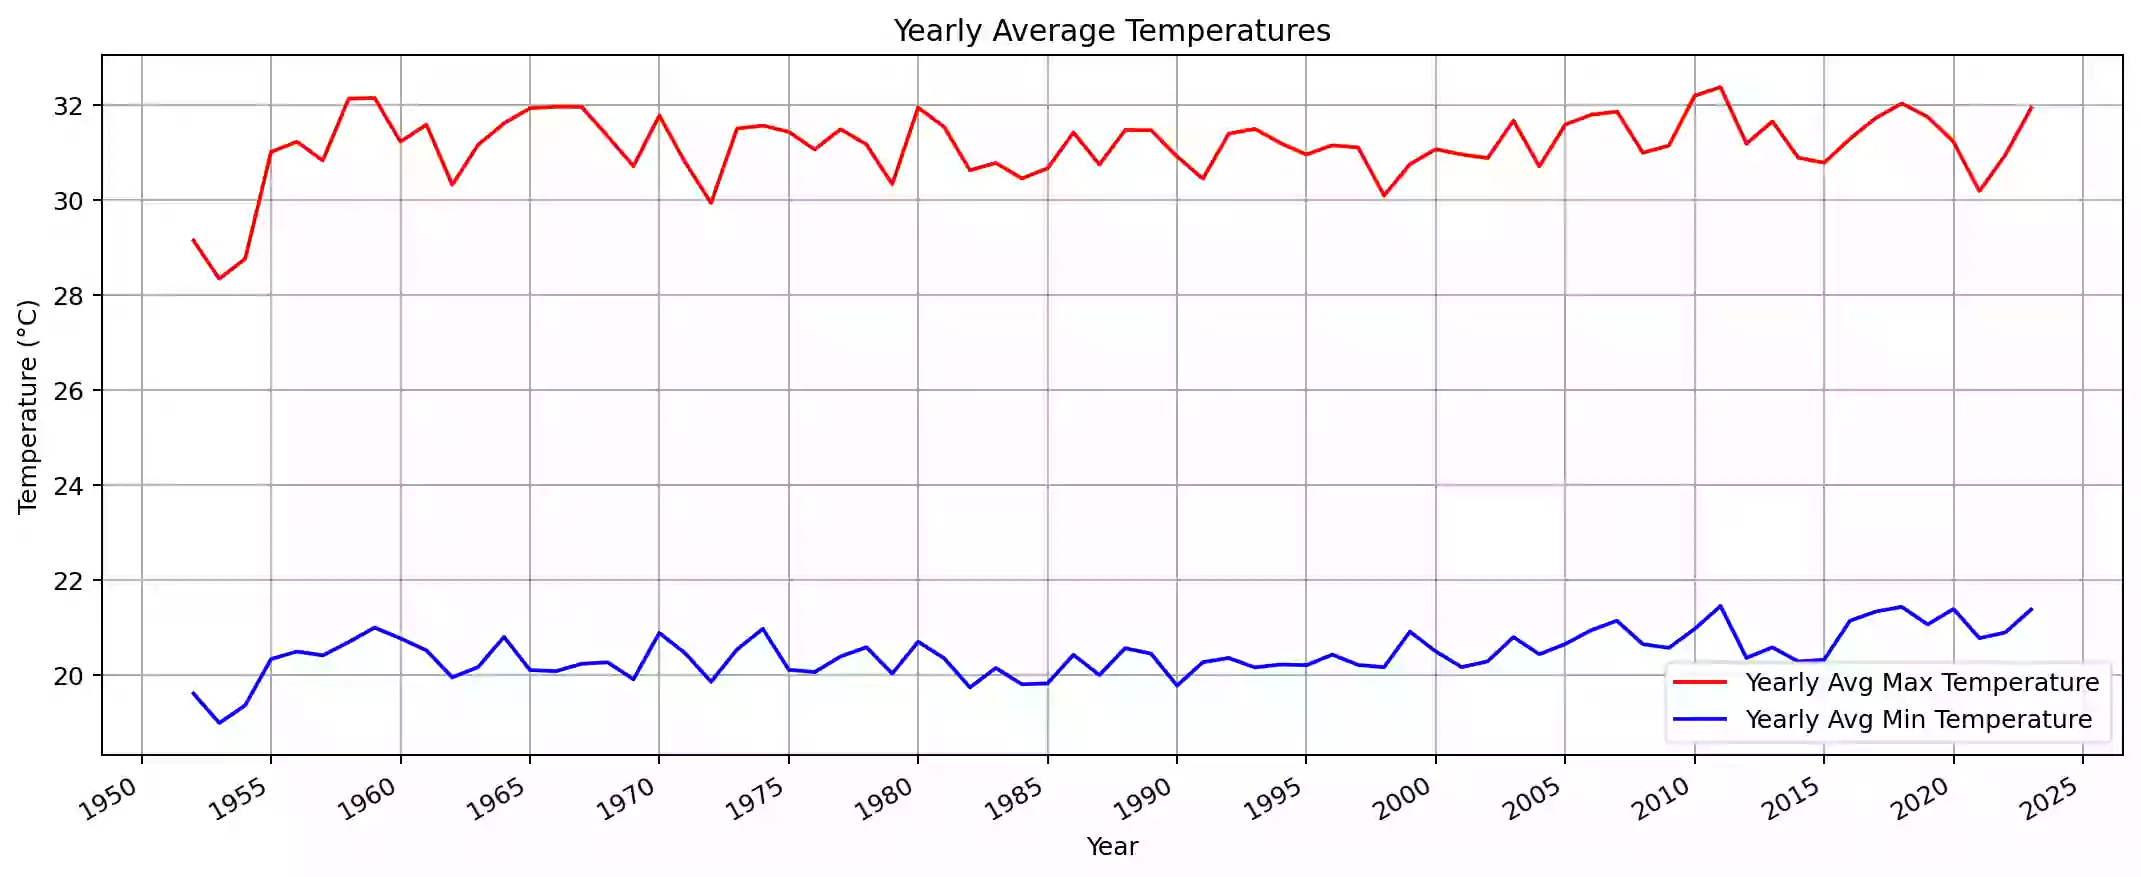 Yearly Average Temperatures
Temperature (°C)
32
30
28
26
24
22
20
Yearly Avg Max Temperature
Yearly Avg Min Temperature
1950 1955 1960 1965 1970 1975 1980 1985 1990 1995 2000 2005 2010 2015 2020 2025
Year